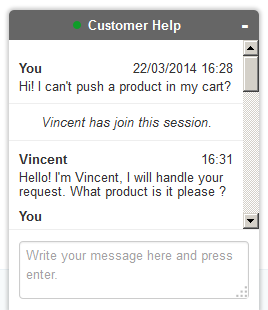 Customer Help
You 22/03/2014 16:28
Hi! I can't push a product in my cart?
Vincent has join this session.
Vincent 16:31
Hello! I'm Vincent, I will handle your
request. What product is it please ?
You
Write your message here and press
enter.